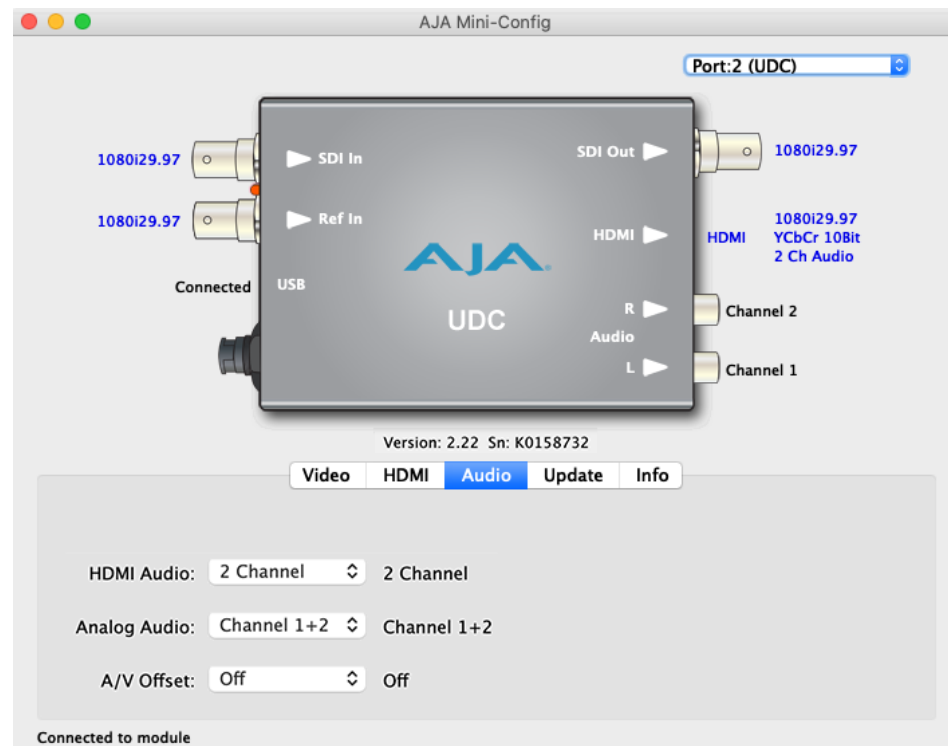 AJA Mini-Config
Port:2 (UDC)
1080i29.97
SDI In
SDI Out
1080i29.97
1080i29.97
Ref In
HDMI
HDMI
1080i29.97
YCbCr 10Bit
2 Ch Audio
AJA.
Connected
USB
UDC
R
Channel 2
Audio
L
Channel 1
Version: 2.22 Sn: K0158732
Video HDMI Audio Update Info
HDMI Audio: 2 Channel 2 Channel
Analog Audio: Channel 1+2 Channel 1+2
A/V Offset: Off Off
Connected to module